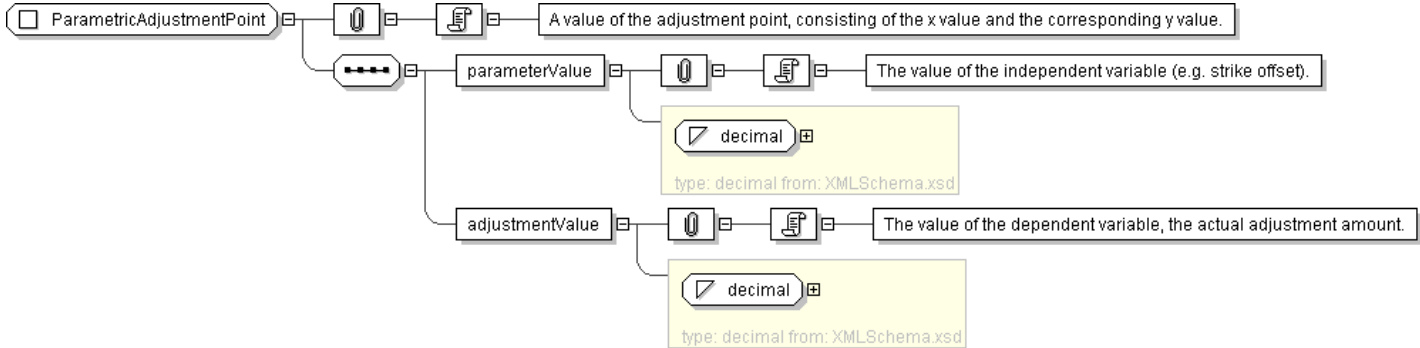 ParametricAdjustmentPoint
A value of the adjustment point, consisting of the x value and the corresponding y value.
parameterValue
The value of the independent variable (e.g. strike offset).
decimal
type: decimal from: XMLSchema.xsd
adjustmentValue
The value of the dependent variable, the actual adjustment amount.
decimal
type: decimal from: XMLSchema.xsd